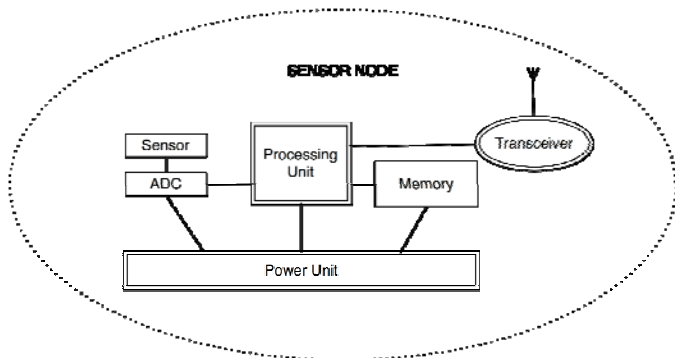 SENSOR NODE
Sensor
ADC
Processing
Unit
Transceiver
Memory
Power Unit